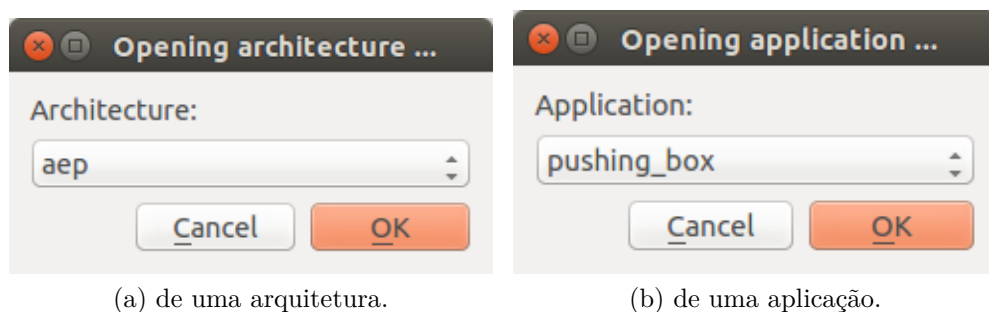 Opening architecture ...
Architecture:
aep
Cancel OK
(a) de uma arquitetura.
Opening application ...
Application:
pushing_box
Cancel OK
(b) de uma aplicação.